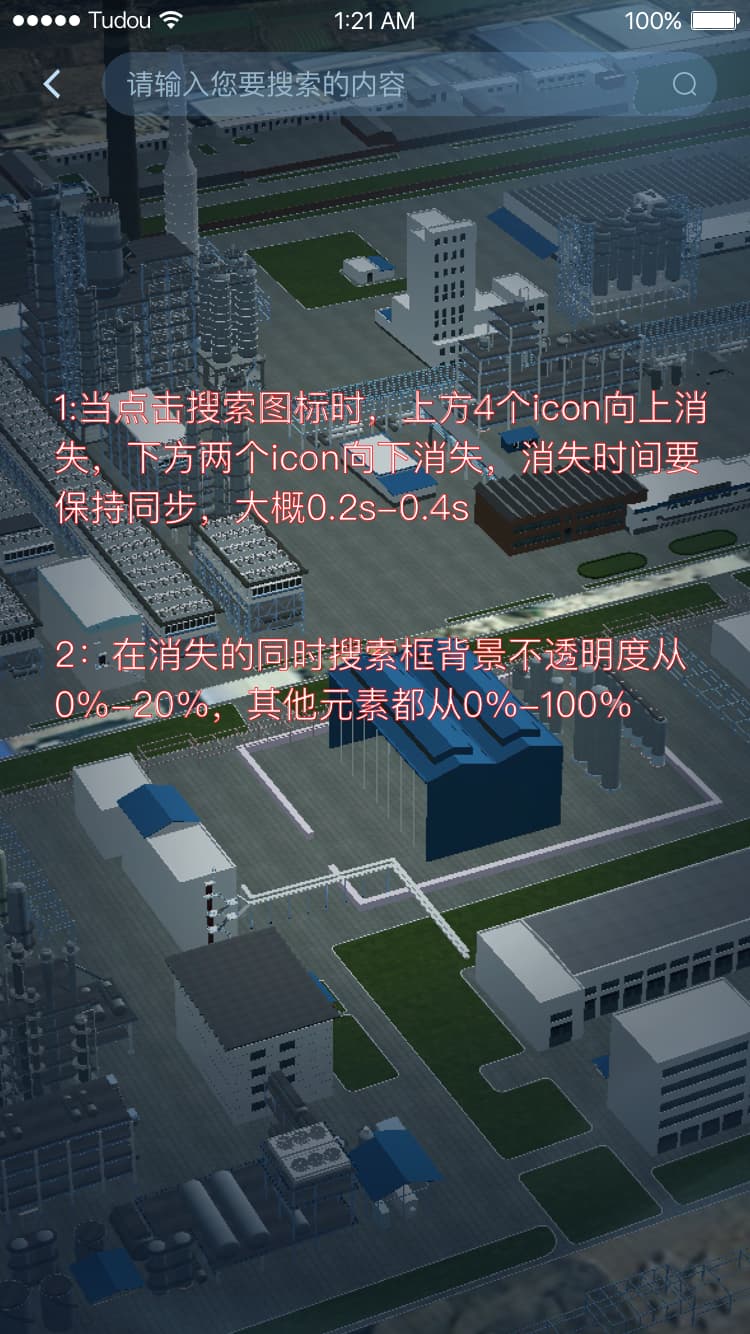 Tudou 1:21 AM 100%
请输入您要搜索的内容
1:当点击搜索图标时，上方4个icon向上消
失，下方两个icon向下消失，消失时间要
保持同步，大概0.2s-0.4s
2：在消失的同时搜索框背景不透明度从
0%-20%，其他元素都从0%-100%